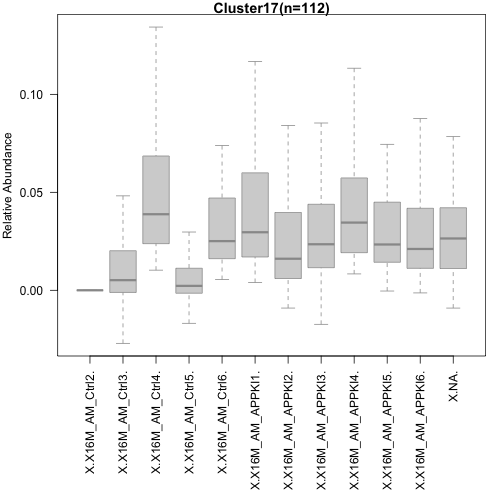 Cluster17(n=112)
Relative Abundance
0.10
0.05
0.00
X.X16M_AM_Ctrl2.
X.X16M_AM_Ctrl3.
X.X16M_AM_Ctrl4.
X.X16M_AM_Ctrl5.
X.X16M_AM_Ctrl6.
X.X16M_AM_APPKI1.
X.X16M_AM_APPKI2.
X.X16M_AM_APPKI3.
X.X16M_AM_APPKI4.
X.X16M_AM_APPKI5.
X.X16M_AM_APPKI6.
X.NA.